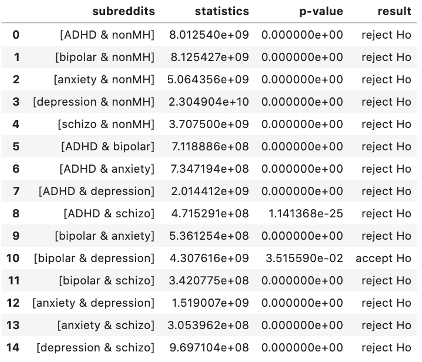 subreddits statistics p-value result
0 [ADHD & nonMH] 8.012540e+09 0.000000e+00 reject Ho
1 [bipolar & nonMH] 8.125427e+09 0.000000e+00 reject Ho
2 [anxiety & nonMH] 5.064356e+09 0.000000e+00 reject Ho
3 [depression & nonMH] 2.304904e+10 0.000000e+00 reject Ho
4 [schizo & nonMH] 3.707500e+09 0.000000e+00 reject Ho
5 [ADHD & bipolar] 7.118886e+08 0.000000e+00 reject Ho
6 [ADHD & anxiety] 7.347194e+08 0.000000e+00 reject Ho
7 [ADHD & depression] 2.014412e+09 0.000000e+00 reject Ho
8 [ADHD & schizo] 4.715291e+08 1.141368e-25 reject Ho
9 [bipolar & anxiety] 5.361254e+08 0.000000e+00 reject Ho
10 [bipolar & depression] 4.307616e+09 3.515590e-02 accept Ho
11 [bipolar & schizo] 3.420775e+08 0.000000e+00 reject Ho
12 [anxiety & depression] 1.519007e+09 0.000000e+00 reject Ho
13 [anxiety & schizo] 3.053962e+08 0.000000e+00 reject Ho
14 [depression & schizo] 9.697104e+08 0.000000e+00 reject Ho